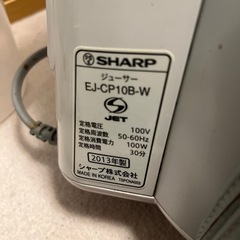 SHARP
ジューサー
EJ-CP10B-W
S
JET
定格電圧 100V
定格周波数 50-60Hz
定格消費電力 100W
定格時間 30分
2013年製
シャープ株式会社
MADE IN KOREA